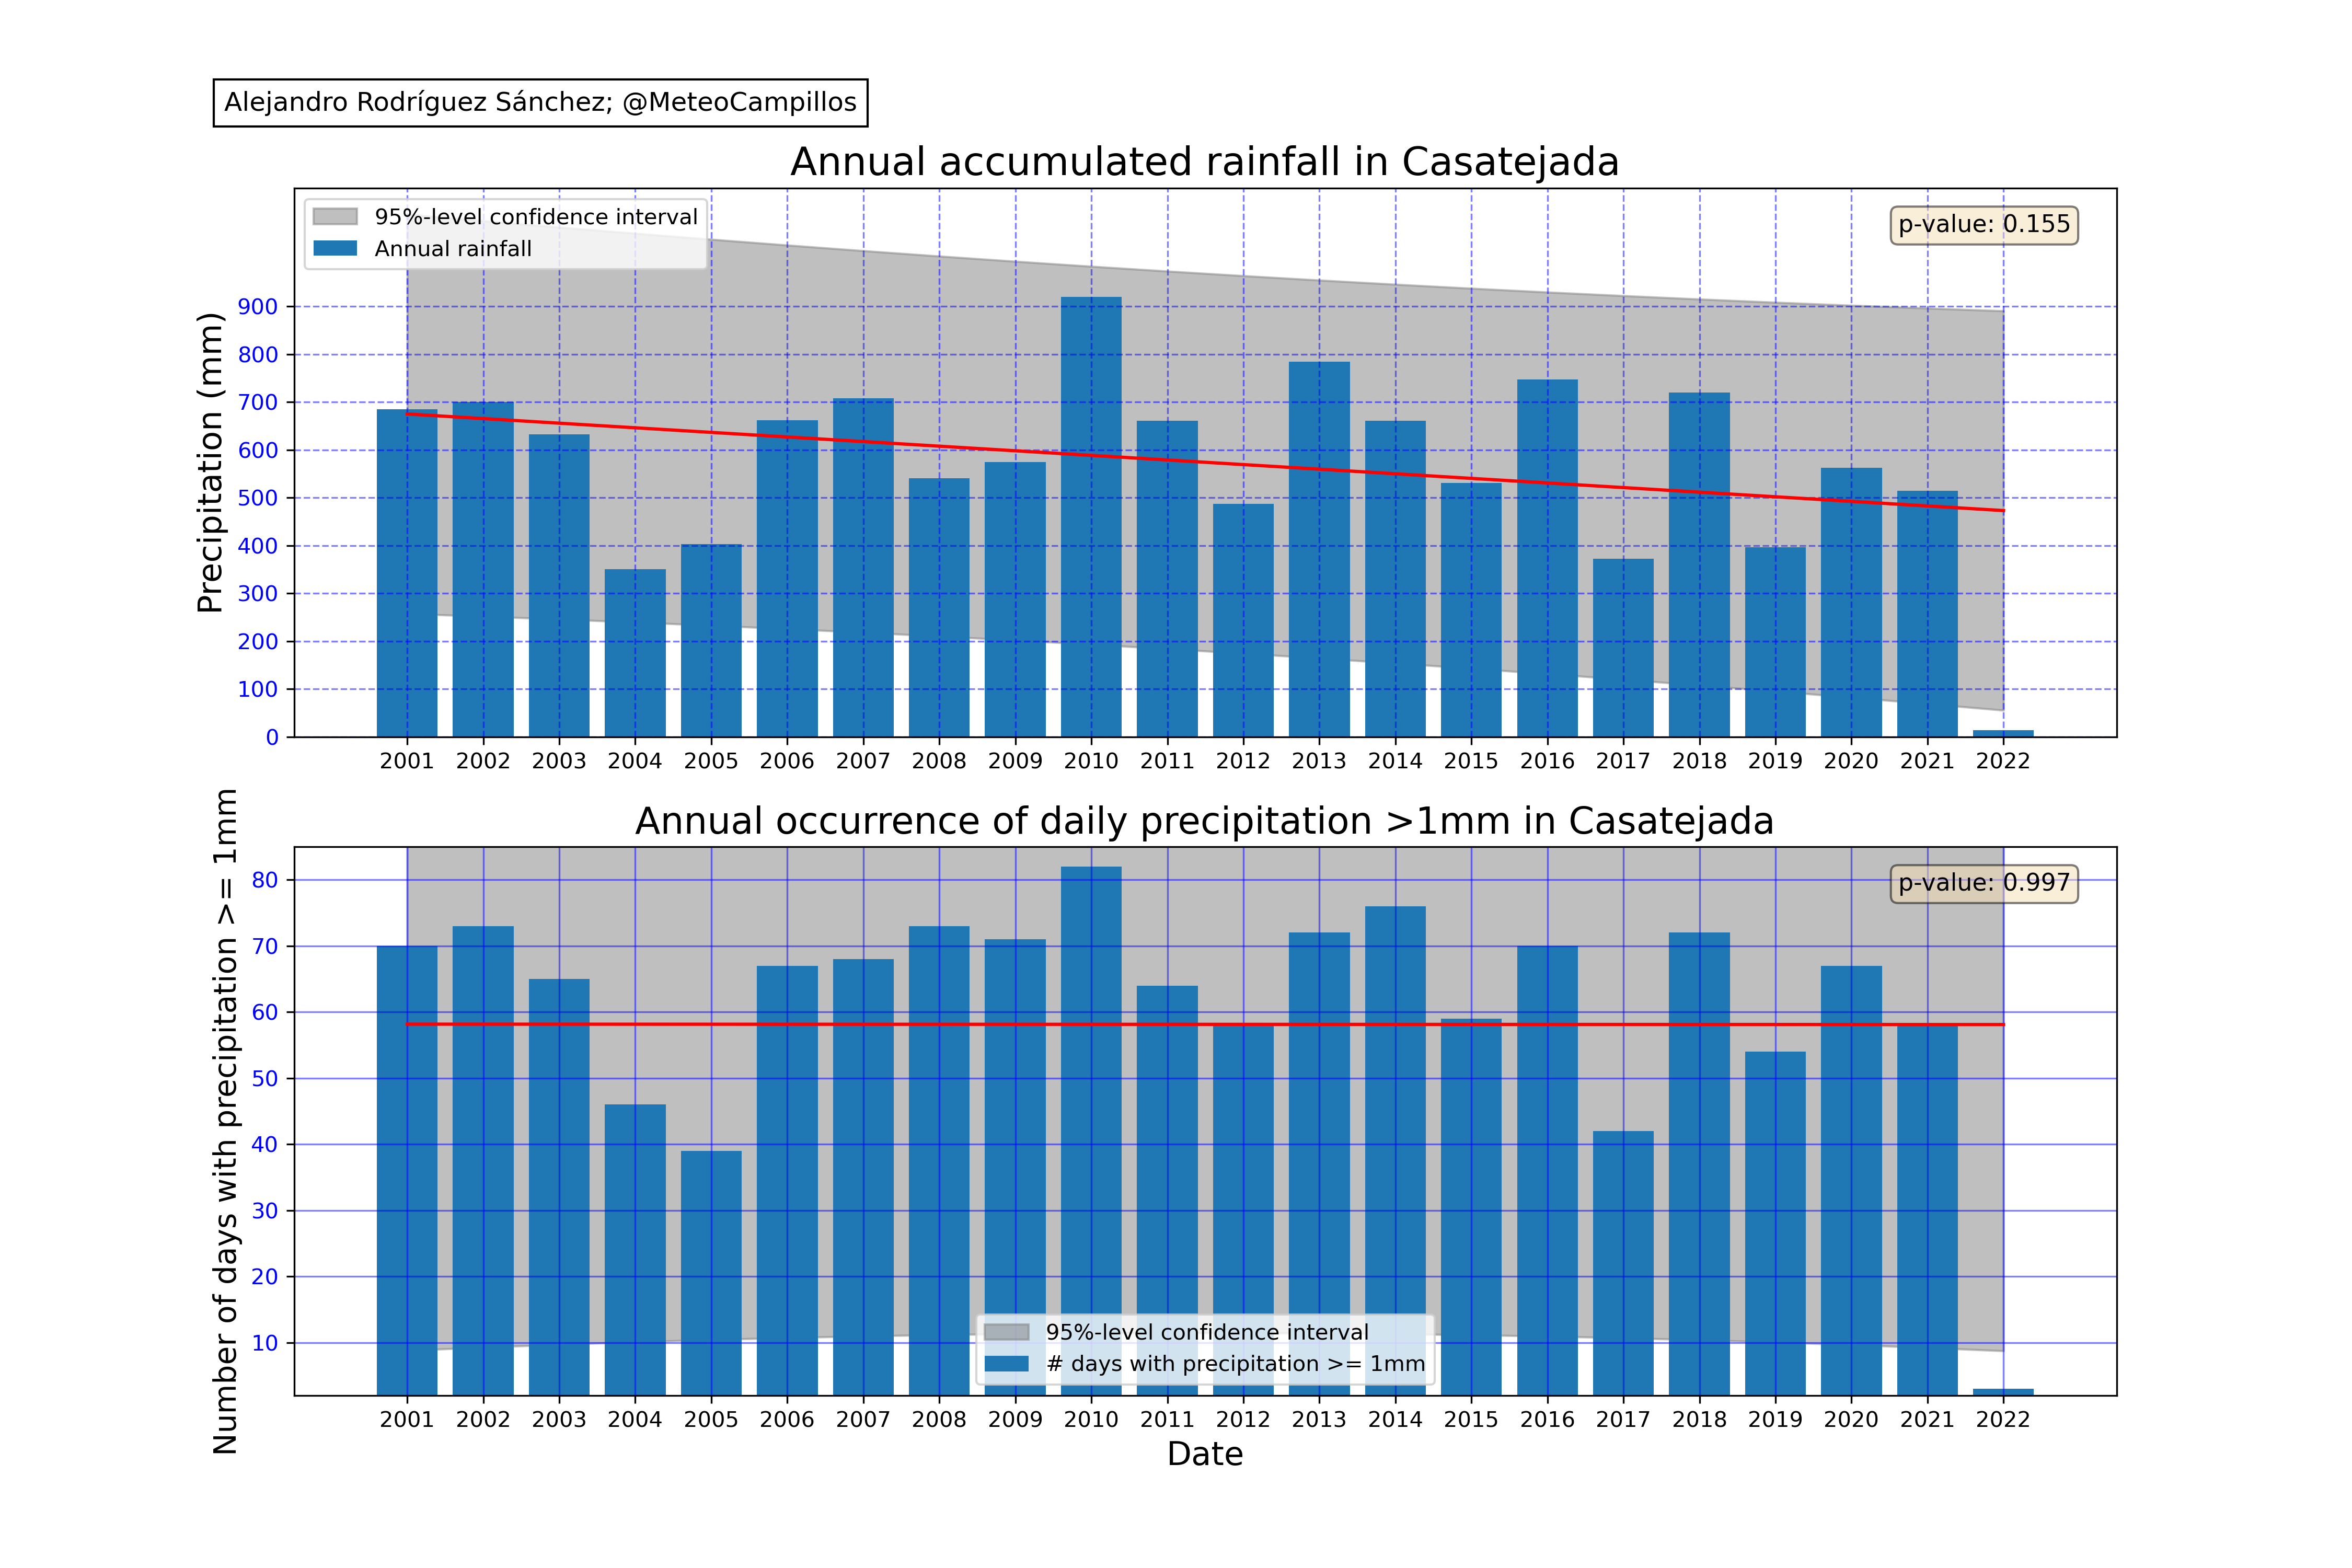 Alejandro Rodríguez Sánchez; @MeteoCampillos
Annual accumulated rainfall in Casatejada
95%-level confidence interval
Annual rainfall
p-value: 0.155
Precipitation (mm)
900
800
700
600
500
400
300
200
100
0
2001 2002 2003 2004 2005 2006 2007 2008 2009 2010 2011 2012 2013 2014 2015 2016 2017 2018 2019 2020 2021 2022
Annual occurrence of daily precipitation >1mm in Casatejada
p-value: 0.997
Number of days with precipitation >= 1mm
80
70
60
50
40
30
20
10
95%-level confidence interval
# days with precipitation >= 1mm
2001 2002 2003 2004 2005 2006 2007 2008 2009 2010 2011 2012 2013 2014 2015 2016 2017 2018 2019 2020 2021 2022
Date